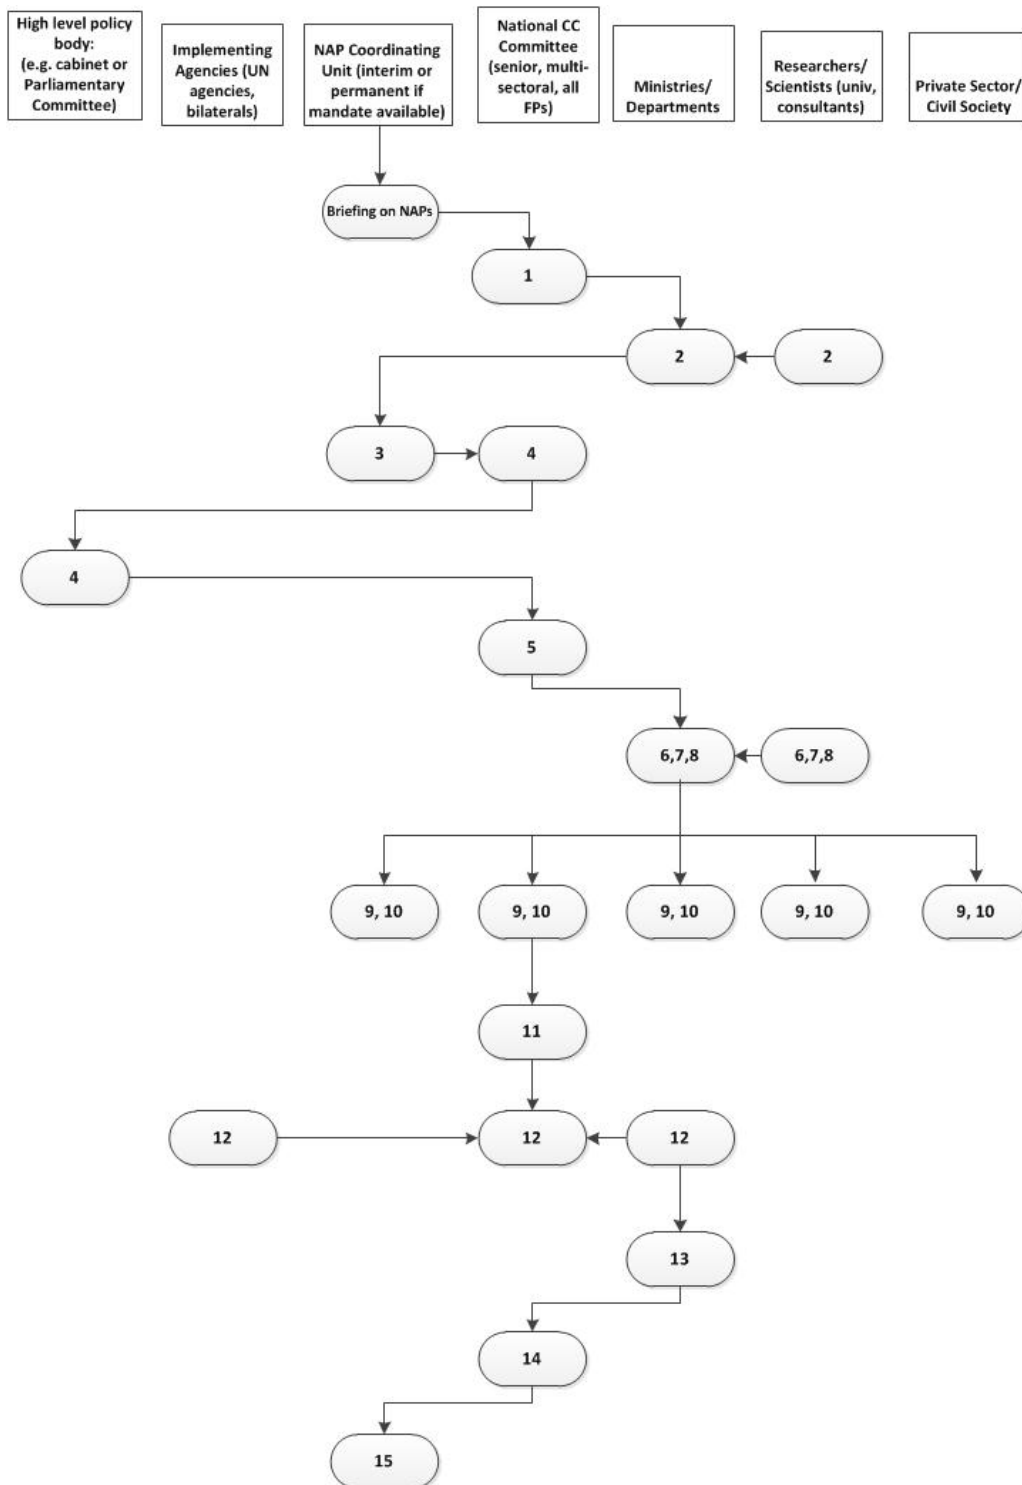 High level policy
body:
(e.g. cabinet or
Parliamentary
Committee)
Implementing
Agencies (UN
agencies,
bilaterals)
NAP Coordinating
Unit (interim or
permanent if
mandate available)
National CC
Committee
(senior, multi-
sectoral, all
FPs)
Ministries/
Departments
Researchers/
Scientists (univ,
consultants)
Private Sector/
Civil Society
Briefing on NAPs
1
2
2
3
4
4
5
6,7,8
6,7,8
9, 10
9, 10
9, 10
9, 10
9, 10
11
12
12
12
13
14
15